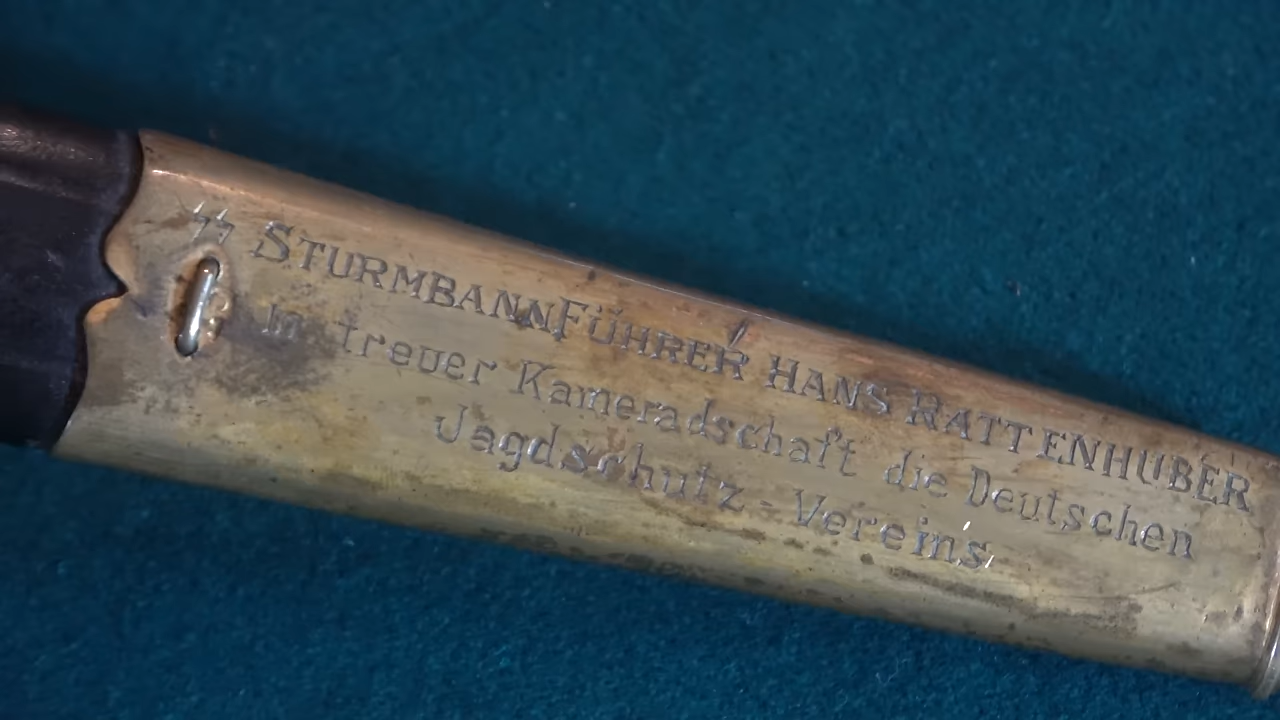 ᛋᛋ STURMBANNFÜHRER HANS RATTENHUBER
In treuer Kameradschaft die Deutschen
Jagdschutz - Vereins